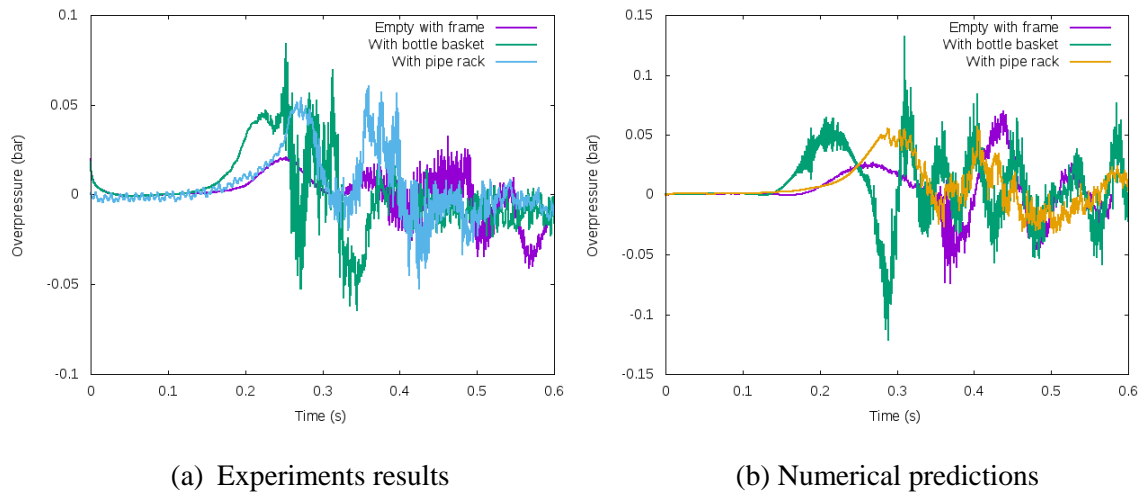 0.1
0.05
0
-0.05
-0.1
Overpressure (bar)
0
0.1
0.2
0.3
0.4
0.5
0.6
Time (s)
Empty with frame
With bottle basket
With pipe rack
(a) Experiments results
0.15
0.1
0.05
0
-0.05
-0.1
-0.15
Overpressure (bar)
0
0.1
0.2
0.3
0.4
0.5
0.6
Time (s)
Empty with frame
With bottle basket
With pipe rack
(b) Numerical predictions